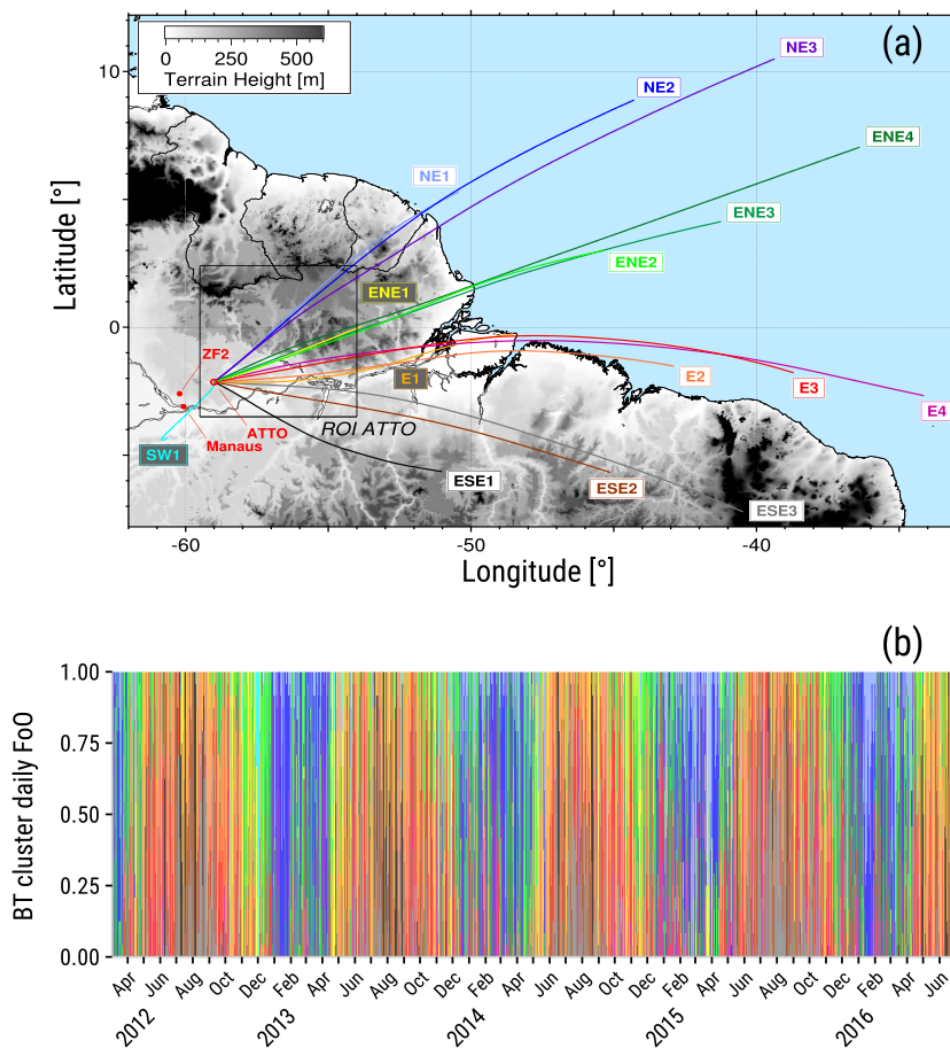 (a)
0 250 500
Terrain Height [m]
NE3
NE2
ENE4
NE1
ENE3
ENE2
ENE1
10
0
Latitude [°]
ZF2
E1
E2
E3
E4
ROI ATTO
ATTO
Manaus
SW1
ESE1
ESE2
ESE3
-60 -50 -40
Longitude [°]
(b)
1.00
0.75
0.50
0.25
0.00
BT cluster daily FoO
Apr Jun Aug Oct Dec Feb Apr Jun Aug Oct Dec Feb Apr Jun Aug Oct Dec Feb Apr Jun Aug Oct Dec Feb Apr Jun
2012 2013 2014 2015 2016